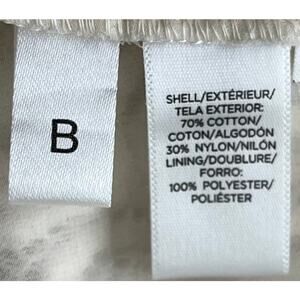 B
SHELL/EXTÉRIEUR/
TELA EXTERIOR:
70% COTTON/
COTON/ALGODÓN
30% NYLON/NILÓN
LINING/DOUBLURE/
FORRO:
100% POLYESTER/
POLIÉSTER